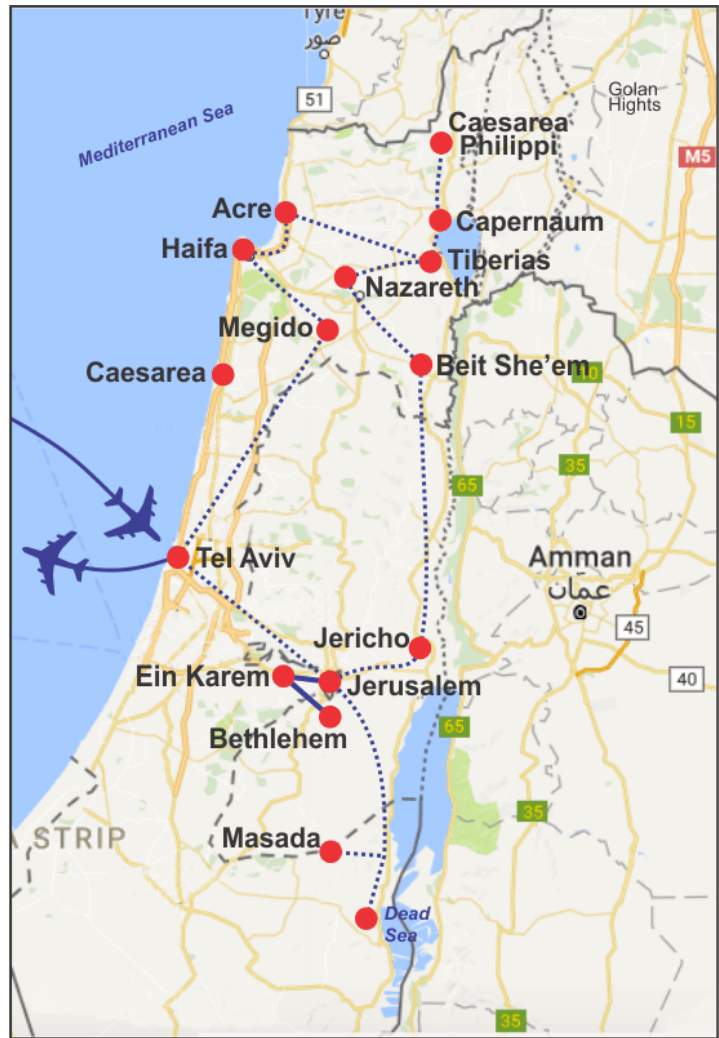 Tyre
صور
51
Golan
Hights
Mediterranean Sea
Caesarea
Philippi
M5
Acre
Capernaum
Haifa
Tiberias
Nazareth
Megido
Caesarea
Beit She'em
10
15
35
65
Tel Aviv
Amman
عمّان
45
Jericho
Ein Karem
Jerusalem
40
Bethlehem
65
35
Masada
A STRIP
Dead
Sea
35